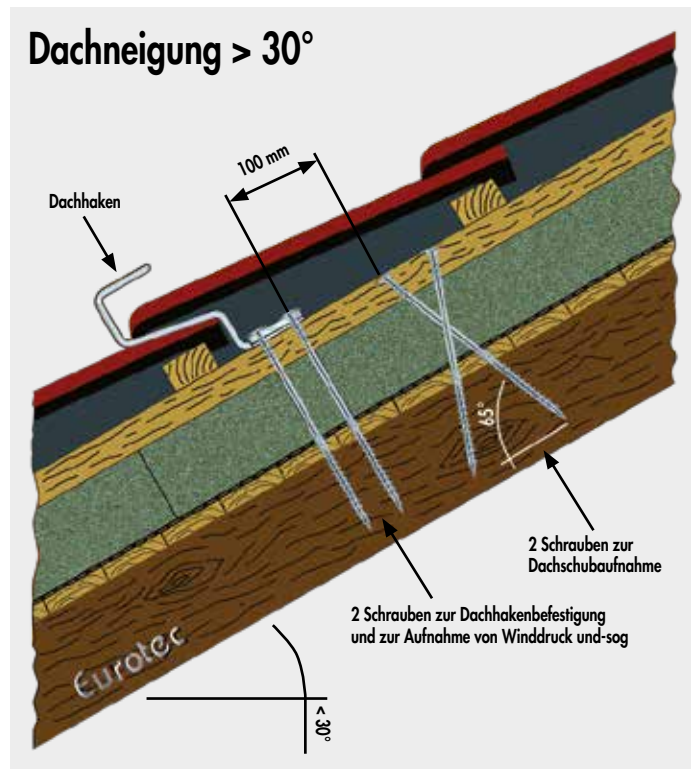 Dachneigung > 30°
100 mm
Dachhaken
65°
2 Schrauben zur
Dachschubaufnahme
2 Schrauben zur Dachhakenbefestigung
und zur Aufnahme von Winddruck und-sog
Eurotec
< 30°